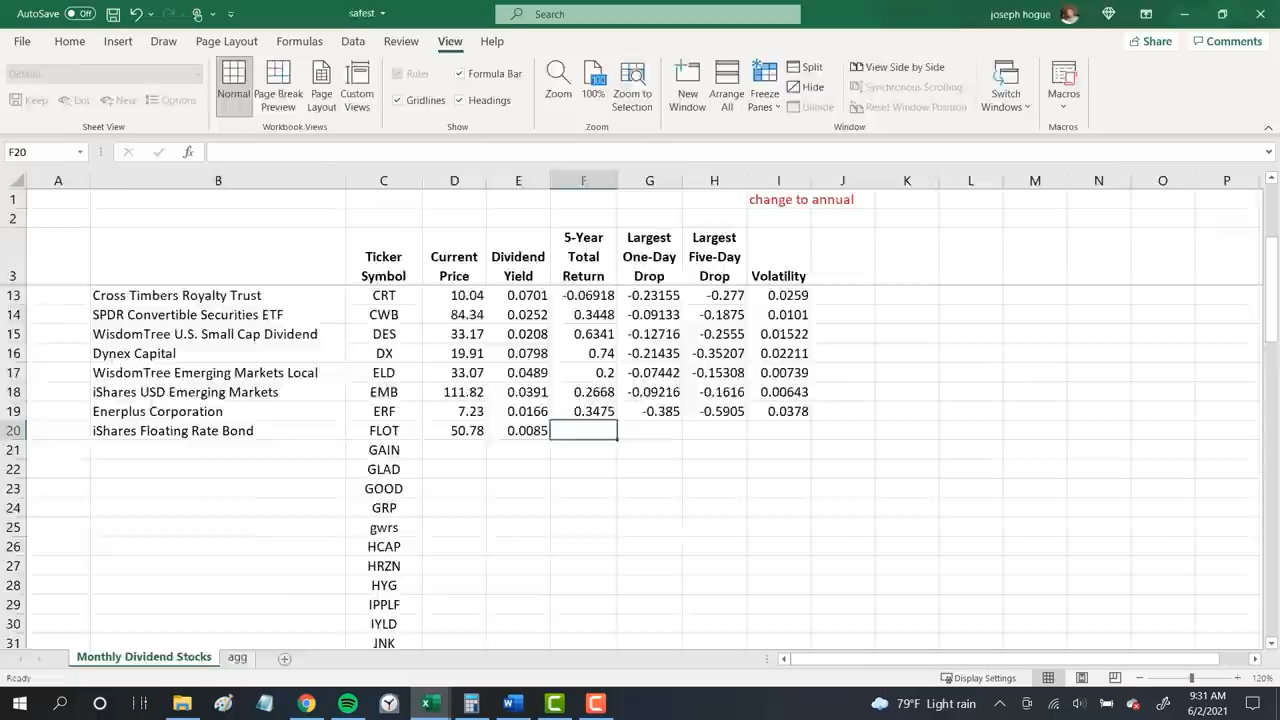 AutoSave Off safest Search joseph hogue
File Home Insert Draw Page Layout Formulas Data Review View Help Share Comments
Default
Keep Exit New Options
Sheet View
Normal Page Break Preview Page Layout Custom Views
Workbook Views
Ruler Formula Bar
Gridlines Headings
Show
Zoom 100% Zoom to Selection
Zoom
New Window Arrange All Freeze Panes
Split
Hide
Unhide
View Side by Side
Synchronous Scrolling
Reset Window Position
Switch Windows
Window
Macros
Macros
F20 fx
A B C D E F G H I J K L M N O P
1 change to annual
2
3 Ticker Symbol Current Price Dividend Yield 5-Year Total Return Largest One-Day Drop Largest Five-Day Drop Volatility
13 Cross Timbers Royalty Trust CRT 10.04 0.0701 -0.06918 -0.23155 -0.277 0.0259
14 SPDR Convertible Securities ETF CWB 84.34 0.0252 0.3448 -0.09133 -0.1875 0.0101
15 WisdomTree U.S. Small Cap Dividend DES 33.17 0.0208 0.6341 -0.12716 -0.2555 0.01522
16 Dynex Capital DX 19.91 0.0798 0.74 -0.21435 -0.35207 0.02211
17 WisdomTree Emerging Markets Local ELD 33.07 0.0489 0.2 -0.07442 -0.15308 0.00739
18 iShares USD Emerging Markets EMB 111.82 0.0391 0.2668 -0.09216 -0.1616 0.00643
19 Enerplus Corporation ERF 7.23 0.0166 0.3475 -0.385 -0.5905 0.0378
20 iShares Floating Rate Bond FLOT 50.78 0.0085
21 GAIN
22 GLAD
23 GOOD
24 GRP
25 gwrs
26 HCAP
27 HRZN
28 HYG
29 IPPLF
30 IYLD
31 JNK
Monthly Dividend Stocks agg
Ready Display Settings 120%
79°F Light rain 9:31 AM
6/2/2021